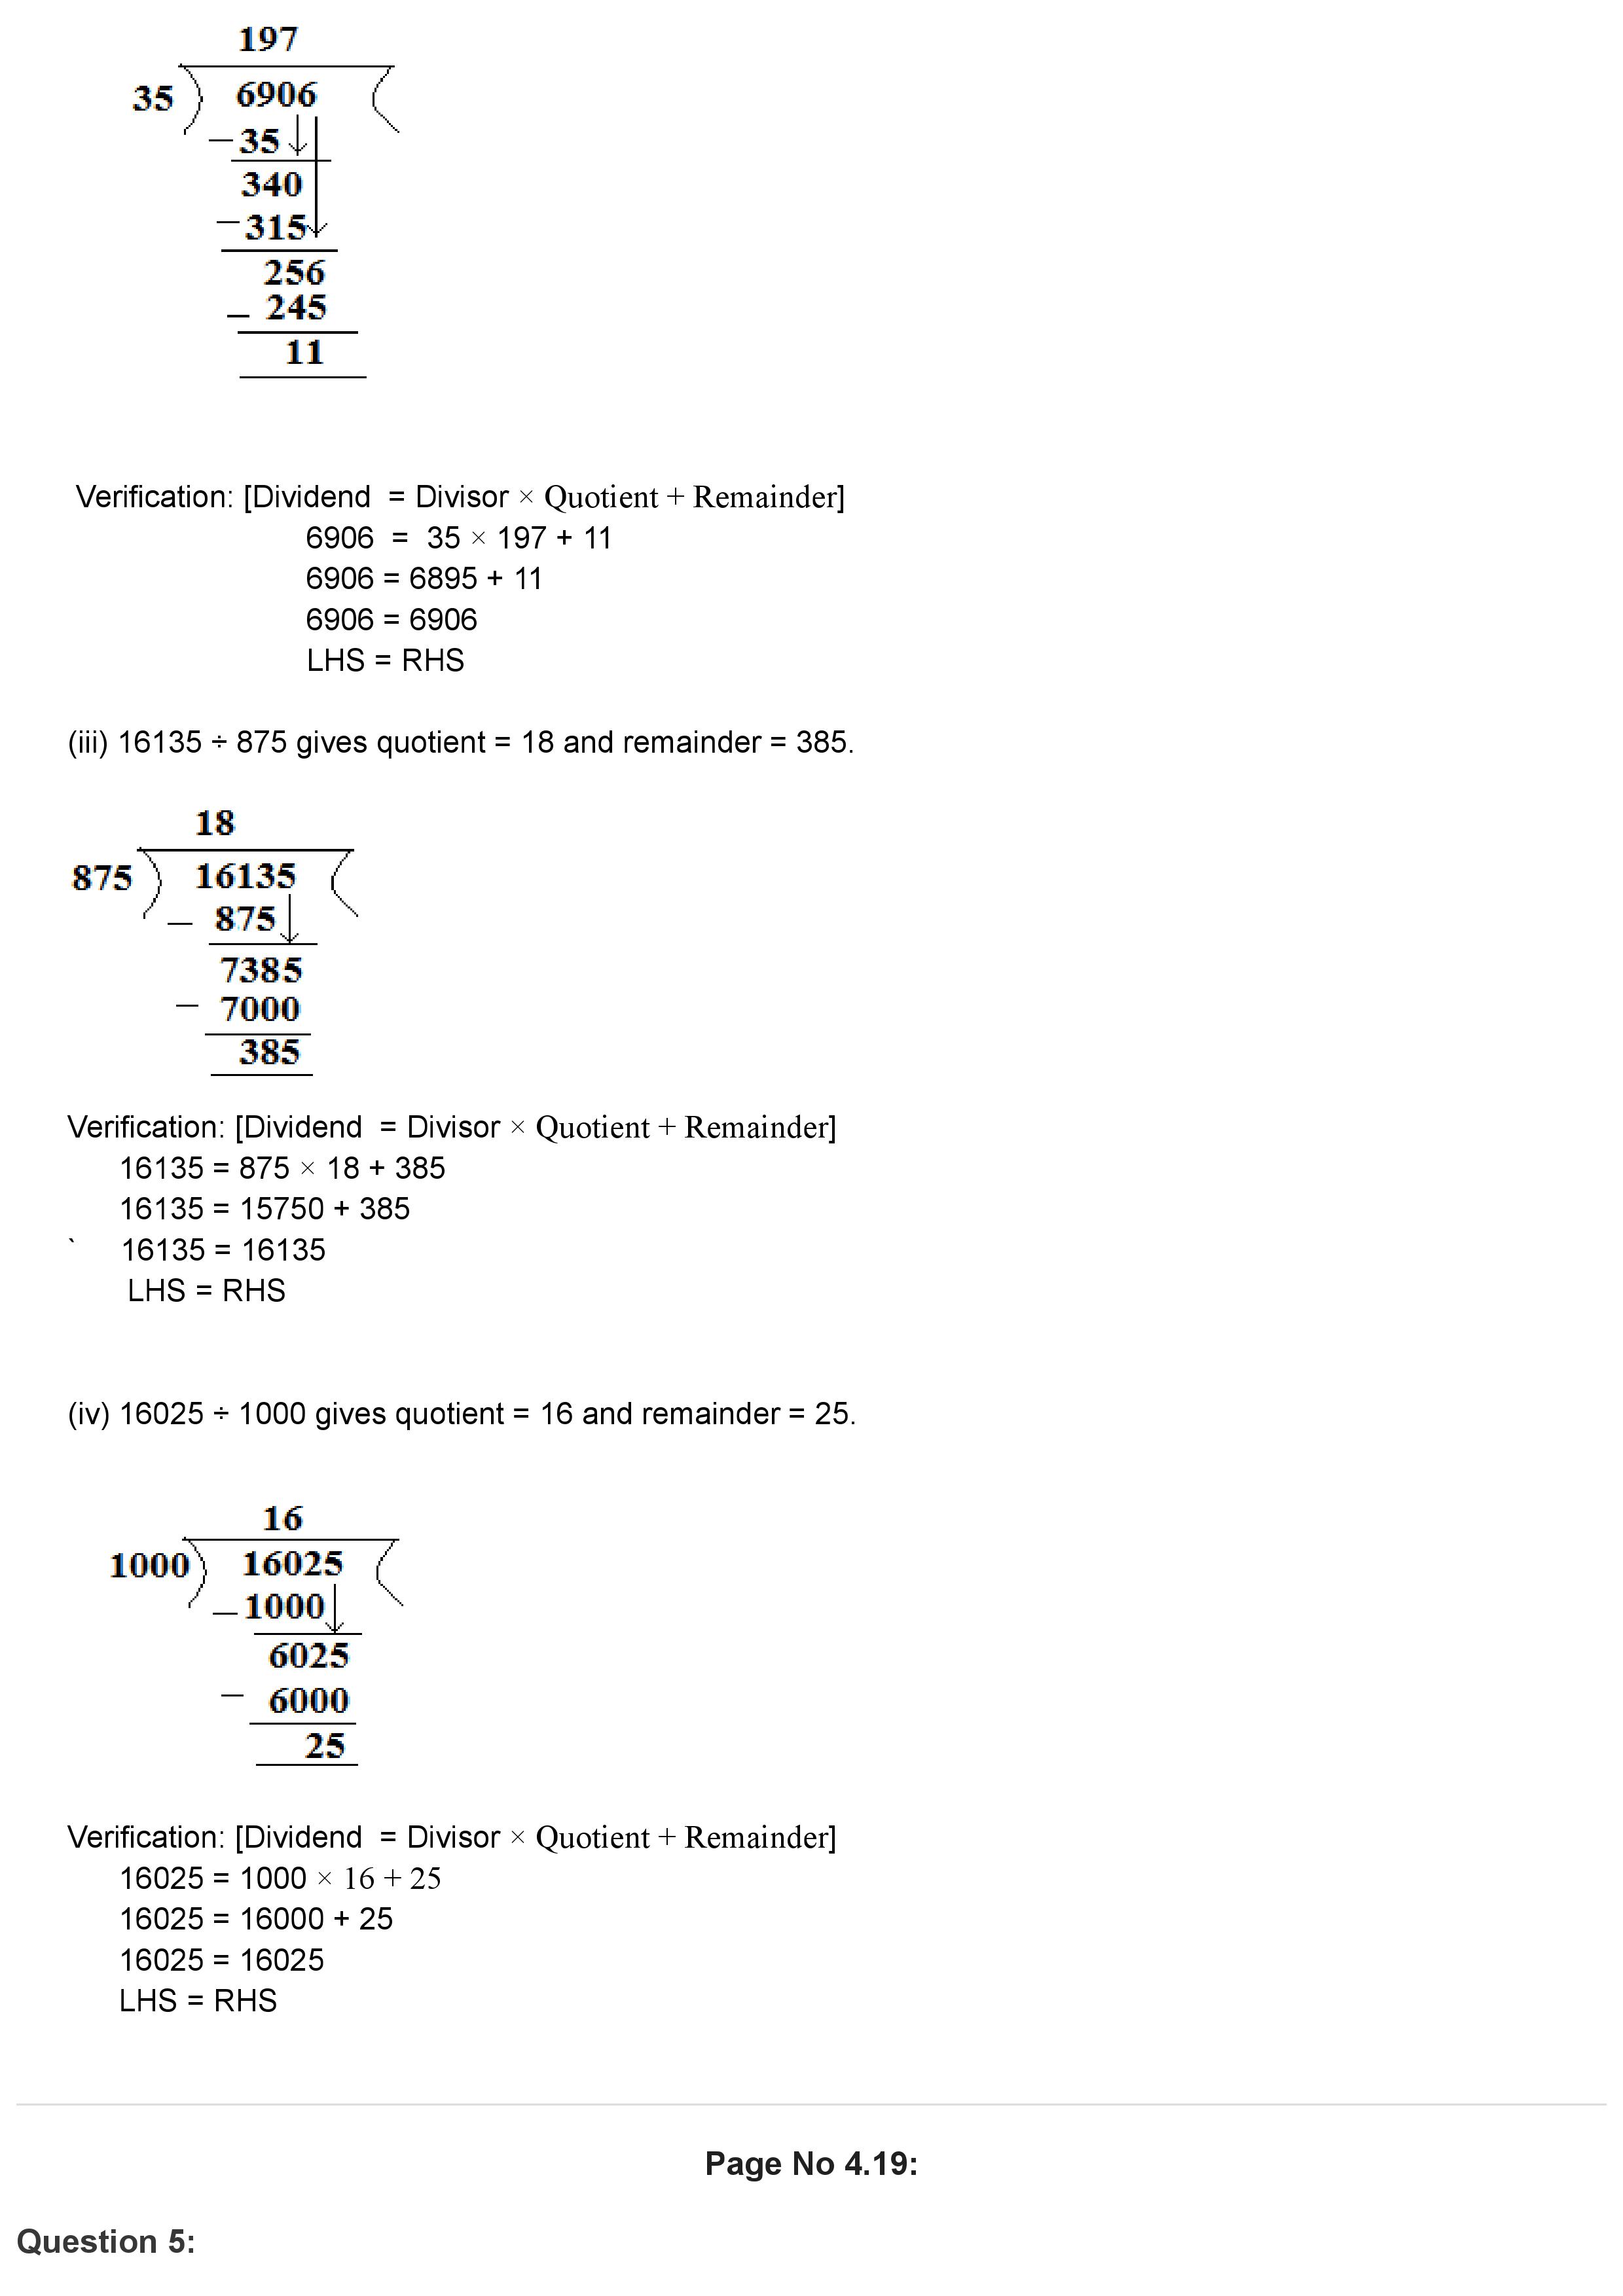 197
35 6906
− 35
340
− 315
256
− 245
11
Verification: [Dividend = Divisor × Quotient + Remainder]
6906 = 35 × 197 + 11
6906 = 6895 + 11
6906 = 6906
LHS = RHS
(iii) 16135 ÷ 875 gives quotient = 18 and remainder = 385.
18
875 16135
− 875
7385
− 7000
385
Verification: [Dividend = Divisor × Quotient + Remainder]
16135 = 875 × 18 + 385
16135 = 15750 + 385
` 16135 = 16135
LHS = RHS
(iv) 16025 ÷ 1000 gives quotient = 16 and remainder = 25.
16
1000 16025
− 1000
6025
− 6000
25
Verification: [Dividend = Divisor × Quotient + Remainder]
16025 = 1000 × 16 + 25
16025 = 16000 + 25
16025 = 16025
LHS = RHS
Page No 4.19:
Question 5: